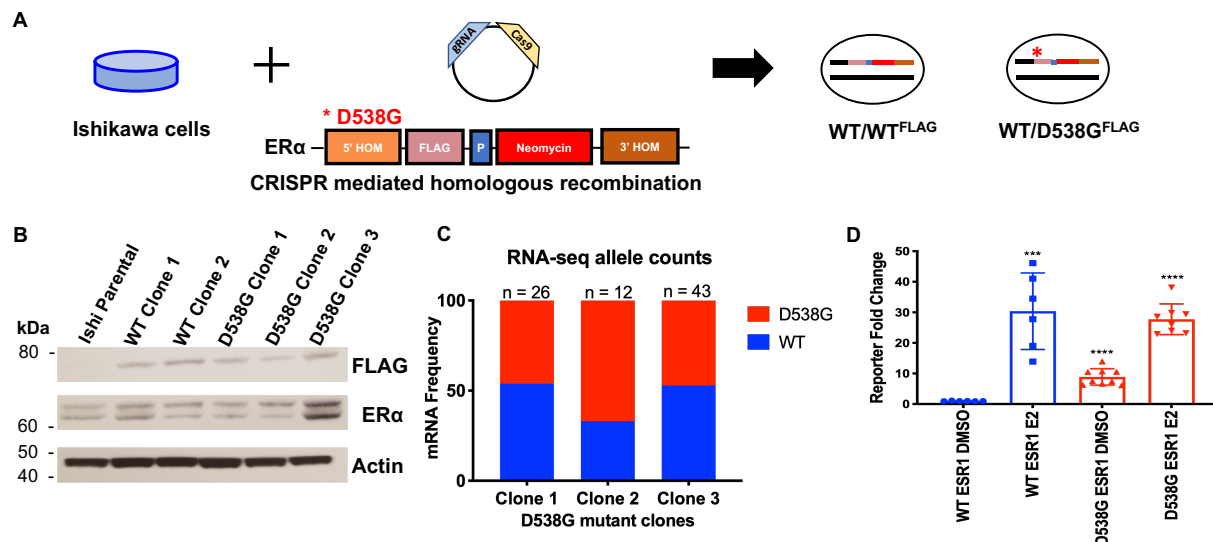 A
gRNA
Cas9
Ishikawa cells
* D538G
ERα
5' HOM
FLAG
P
Neomycin
3' HOM
CRISPR mediated homologous recombination
*
WT/WT^FLAG
WT/D538G^FLAG
B
Ishi Parental
WT Clone 1
WT Clone 2
D538G Clone 1
D538G Clone 2
D538G Clone 3
kDa
80 -
FLAG
ERα
60 -
50 -
Actin
40 -
C
RNA-seq allele counts
n = 26
n = 12
n = 43
100
50
0
mRNA Frequency
D538G
WT
Clone 1
Clone 2
Clone 3
D538G mutant clones
D
Reporter Fold Change
50
40
30
20
10
0
***
****
****
WT ESR1 DMSO
WT ESR1 E2
D538G ESR1 DMSO
D538G ESR1 E2